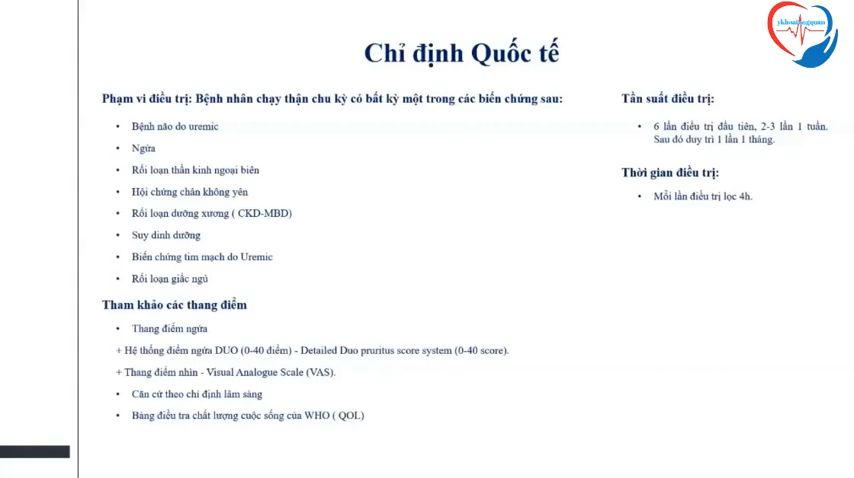 ykhoatongquan
Chỉ định Quốc tế
Phạm vi điều trị: Bệnh nhân chạy thận chu kỳ có bất kỳ một trong các biến chứng sau:
• Bệnh não do uremic
• Ngứa
• Rối loạn thần kinh ngoại biên
• Hội chứng chân không yên
• Rối loạn dưỡng xương ( CKD-MBD)
• Suy dinh dưỡng
• Biến chứng tim mạch do Uremic
• Rối loạn giấc ngủ
Tham khảo các thang điểm
• Thang điểm ngứa
+ Hệ thống điểm ngứa DUO (0-40 điểm) - Detailed Duo pruritus score system (0-40 score).
+ Thang điểm nhìn - Visual Analogue Scale (VAS).
• Căn cứ theo chỉ định lâm sàng
• Bảng điều tra chất lượng cuộc sống của WHO ( QOL)
Tần suất điều trị:
• 6 lần điều trị đầu tiên, 2-3 lần 1 tuần.
Sau đó duy trì 1 lần 1 tháng.
Thời gian điều trị:
• Mỗi lần điều trị lọc 4h.